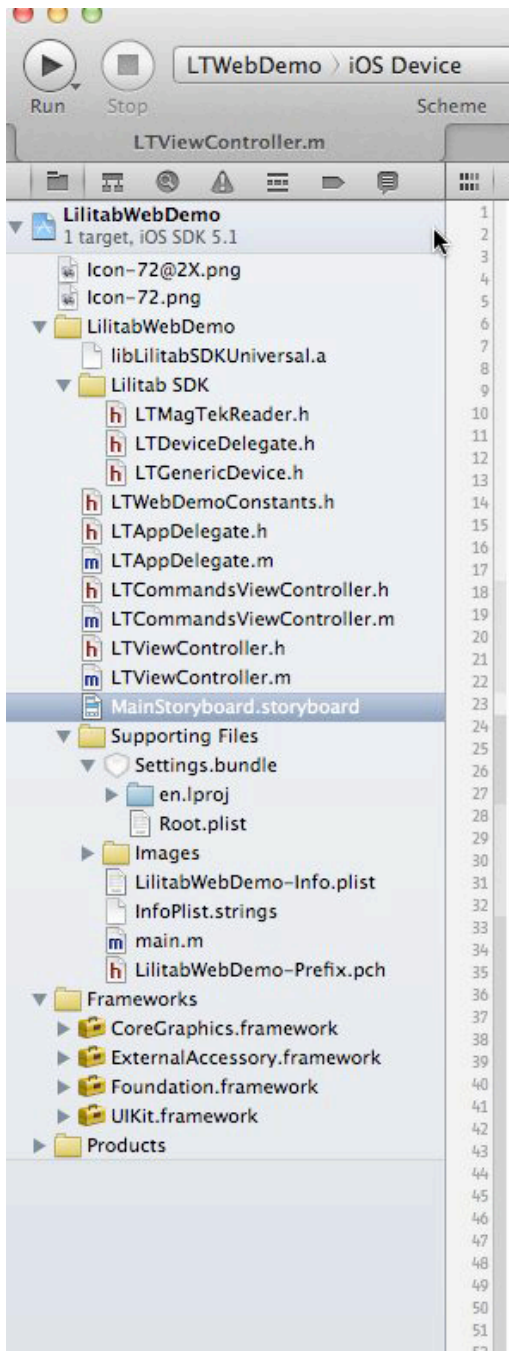 LTWebDemo › iOS Device
Run Stop Scheme
LTViewController.m
LilitabWebDemo
1 target, iOS SDK 5.1
Icon-72@2X.png
Icon-72.png
LilitabWebDemo
libLilitabSDKUniversal.a
Lilitab SDK
h LTMagTekReader.h
h LTDeviceDelegate.h
h LTGenericDevice.h
h LTWebDemoConstants.h
h LTAppDelegate.h
m LTAppDelegate.m
h LTCommandsViewController.h
m LTCommandsViewController.m
h LTViewController.h
m LTViewController.m
MainStoryboard.storyboard
Supporting Files
Settings.bundle
en.lproj
Root.plist
Images
LilitabWebDemo-Info.plist
InfoPlist.strings
m main.m
h LilitabWebDemo-Prefix.pch
Frameworks
CoreGraphics.framework
ExternalAccessory.framework
Foundation.framework
UIKit.framework
Products
1
2
3
4
5
6
7
8
9
10
11
12
13
14
15
16
17
18
19
20
21
22
23
24
25
26
27
28
29
30
31
32
33
34
35
36
37
38
39
40
41
42
43
44
45
46
47
48
49
50
51